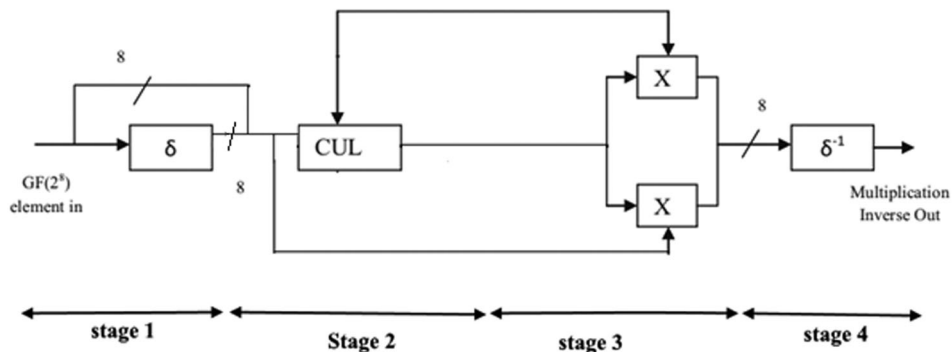 8
X
8
δ
CUL
δ⁻¹
8
GF(2⁸)
element in
X
Multiplication
Inverse Out
stage 1
Stage 2
stage 3
stage 4